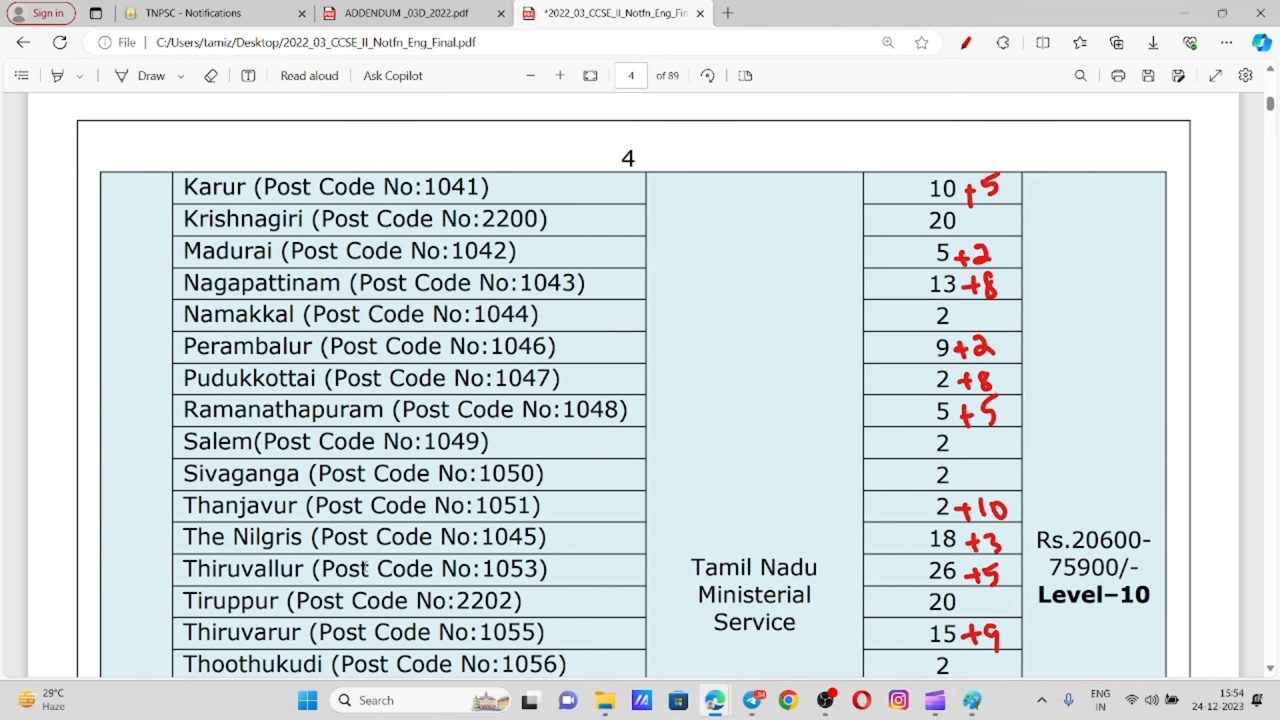 Sign in
TNPSC - Notifications
ADDENDUM _03D_2022.pdf
*2022_03_CCSE_II_Notfn_Eng_Fin
File
C:/Users/tamiz/Desktop/2022_03_CCSE_II_Notfn_Eng_Final.pdf
Draw
Read aloud
Ask Copilot
4 of 89
4
Karur (Post Code No:1041) 10 +5
Krishnagiri (Post Code No:2200) 20
Madurai (Post Code No:1042) 5 +2
Nagapattinam (Post Code No:1043) 13 +8
Namakkal (Post Code No:1044) 2
Perambalur (Post Code No:1046) 9 +2
Pudukkottai (Post Code No:1047) 2 +8
Ramanathapuram (Post Code No:1048) 5 +5
Salem(Post Code No:1049) 2
Sivaganga (Post Code No:1050) 2
Thanjavur (Post Code No:1051) 2 +10
The Nilgris (Post Code No:1045) 18 +3
Thiruvallur (Post Code No:1053) 26 +5
Tiruppur (Post Code No:2202) 20
Thiruvarur (Post Code No:1055) 15 +9
Thoothukudi (Post Code No:1056) 2
Tamil Nadu
Ministerial
Service
Rs.20600-
75900/-
Level–10
29°C
Haze
Search
34
ENG
IN
15:54
24-12-2023